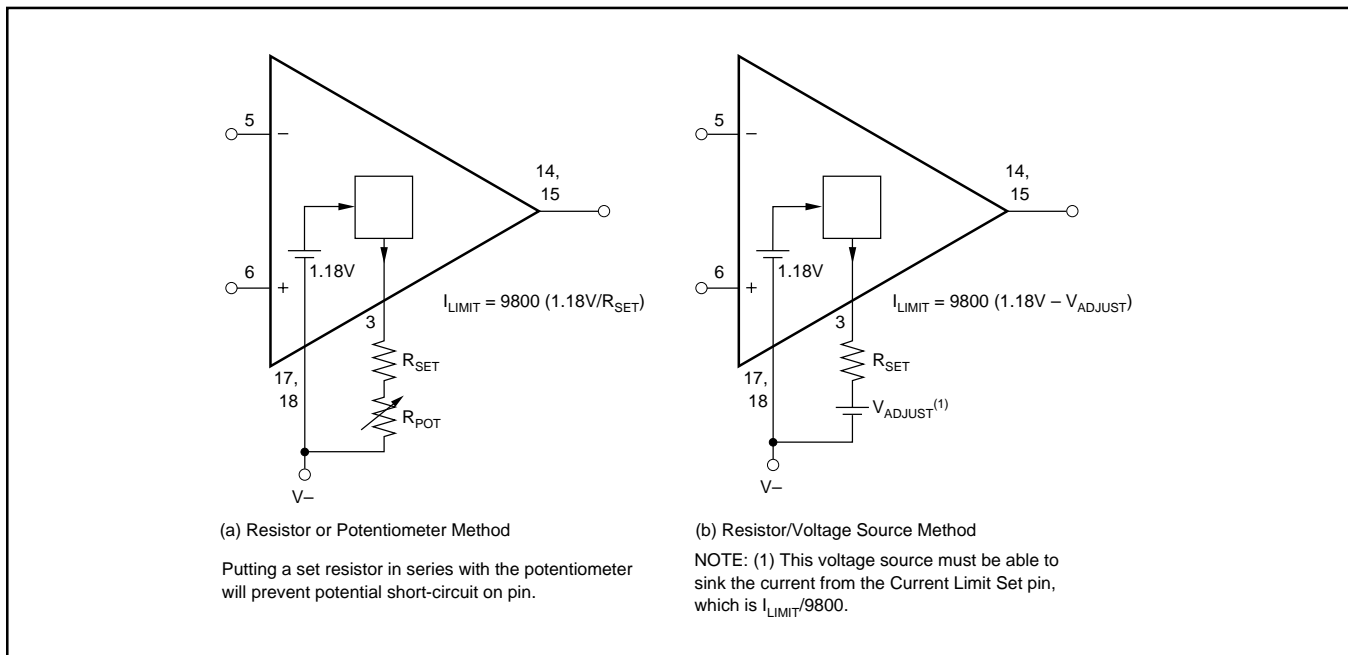 5
−
6
+
1.18V
14,
15
I_LIMIT = 9800 (1.18V/R_SET)
3
R_SET
17,
18
R_POT
V–
(a) Resistor or Potentiometer Method
Putting a set resistor in series with the potentiometer
will prevent potential short-circuit on pin.
5
−
6
+
1.18V
14,
15
I_LIMIT = 9800 (1.18V – V_ADJUST)
3
R_SET
17,
18
V_ADJUST(1)
V–
(b) Resistor/Voltage Source Method
NOTE: (1) This voltage source must be able to
sink the current from the Current Limit Set pin,
which is I_LIMIT/9800.